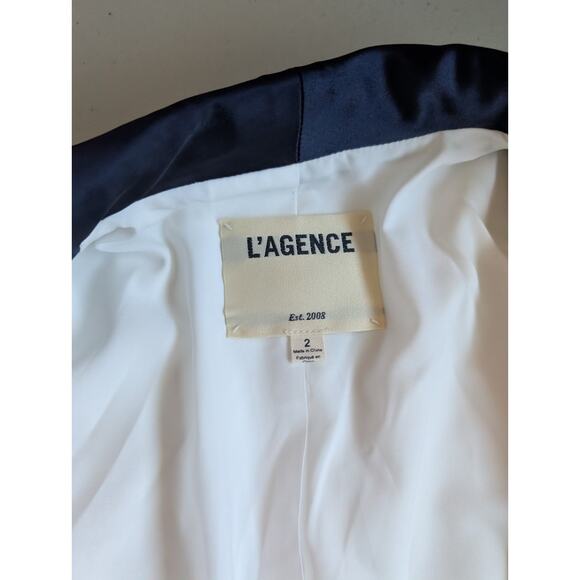 L'AGENCE
Est. 2008
2
Made in China
Fabriqué en